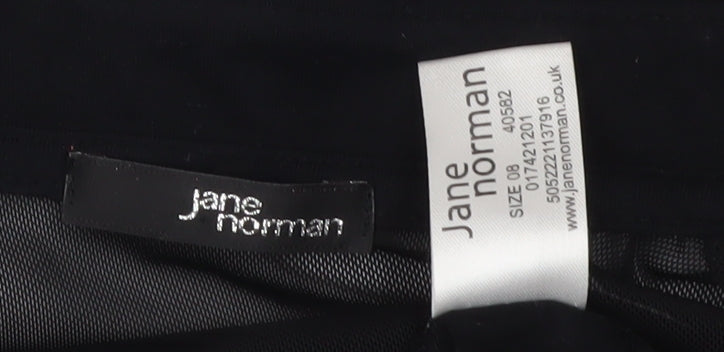 jane
norman
Jane
norman
SIZE 08 40582
017421201
5052221137916
www.janenorman.co.uk